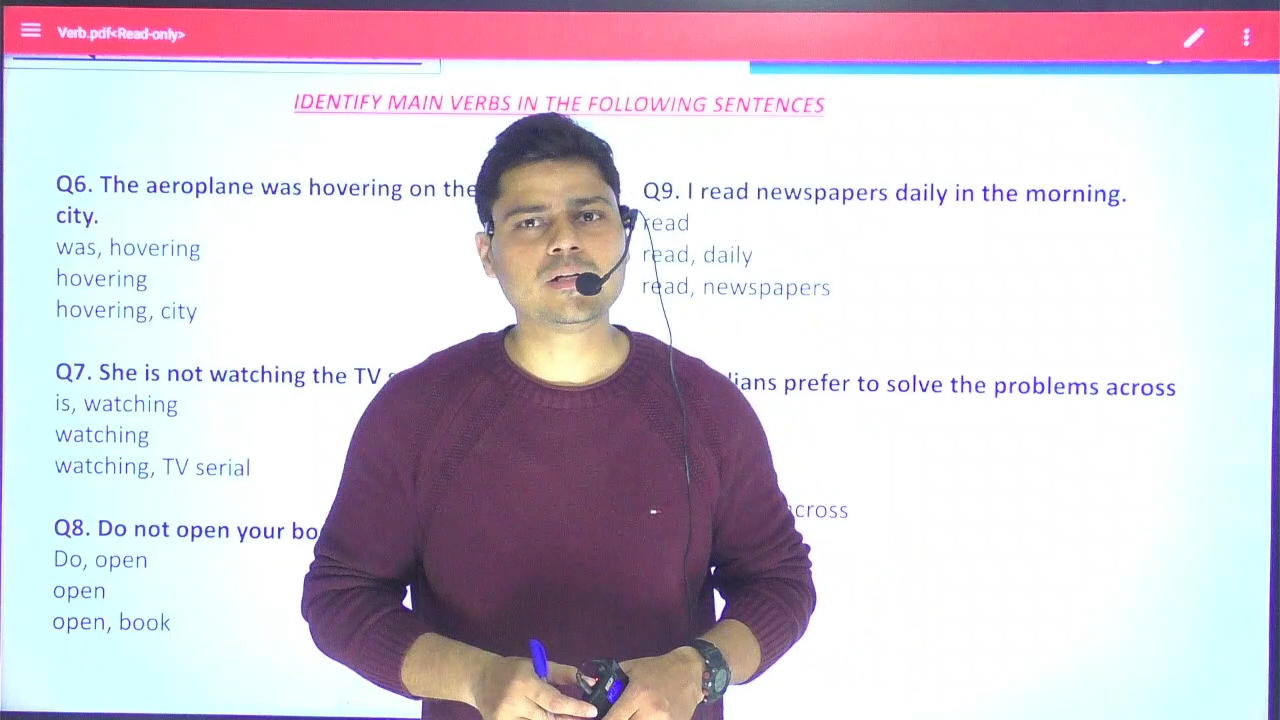 Verb.pdf<Read-only>
IDENTIFY MAIN VERBS IN THE FOLLOWING SENTENCES
Q6. The aeroplane was hovering on the
city.
was, hovering
hovering
hovering, city
Q7. She is not watching the TV
is, watching
watching
watching, TV serial
Q8. Do not open your
Do, open
open
open, book
Q9. I read newspapers daily in the morning.
read
read, daily
read, newspapers
prefer to solve the problems across